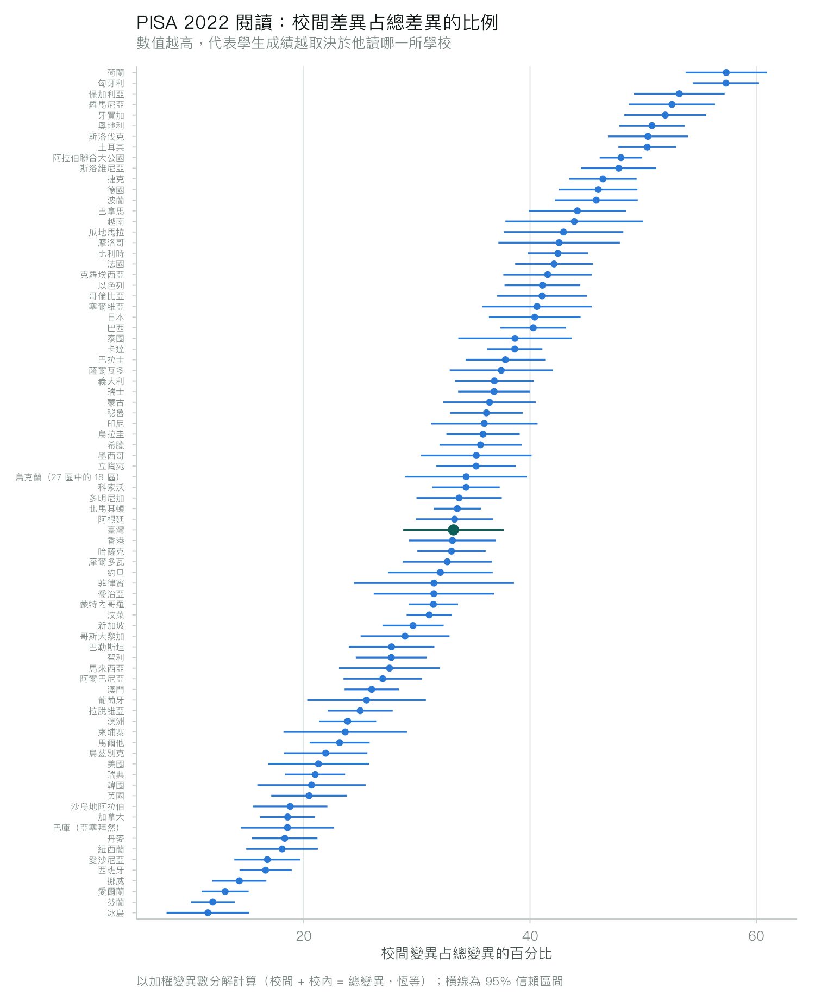 PISA 2022 閱讀：校間差異占總差異的比例
數值越高，代表學生成績越取決於他讀哪一所學校
荷蘭
匈牙利
保加利亞
羅馬尼亞
牙買加
奧地利
斯洛伐克
土耳其
阿拉伯聯合大公國
斯洛維尼亞
捷克
德國
波蘭
巴拿馬
越南
瓜地馬拉
摩洛哥
比利時
法國
克羅埃西亞
以色列
哥倫比亞
塞爾維亞
日本
巴西
泰國
卡達
巴拉圭
薩爾瓦多
義大利
瑞士
蒙古
秘魯
印尼
烏拉圭
希臘
墨西哥
立陶宛
烏克蘭（27 區中的 18 區）
科索沃
多明尼加
北馬其頓
阿根廷
臺灣
香港
哈薩克
摩爾多瓦
約旦
菲律賓
喬治亞
蒙特內哥羅
汶萊
新加坡
哥斯大黎加
巴勒斯坦
智利
馬來西亞
阿爾巴尼亞
澳門
葡萄牙
拉脫維亞
澳洲
柬埔寨
馬爾他
烏茲別克
美國
瑞典
韓國
英國
沙烏地阿拉伯
加拿大
巴庫（亞塞拜然）
丹麥
紐西蘭
愛沙尼亞
西班牙
挪威
愛爾蘭
芬蘭
冰島
20 40 60
校間變異占總變異的百分比
以加權變異數分解計算（校間 + 校內 = 總變異，恆等）；橫線為 95% 信賴區間